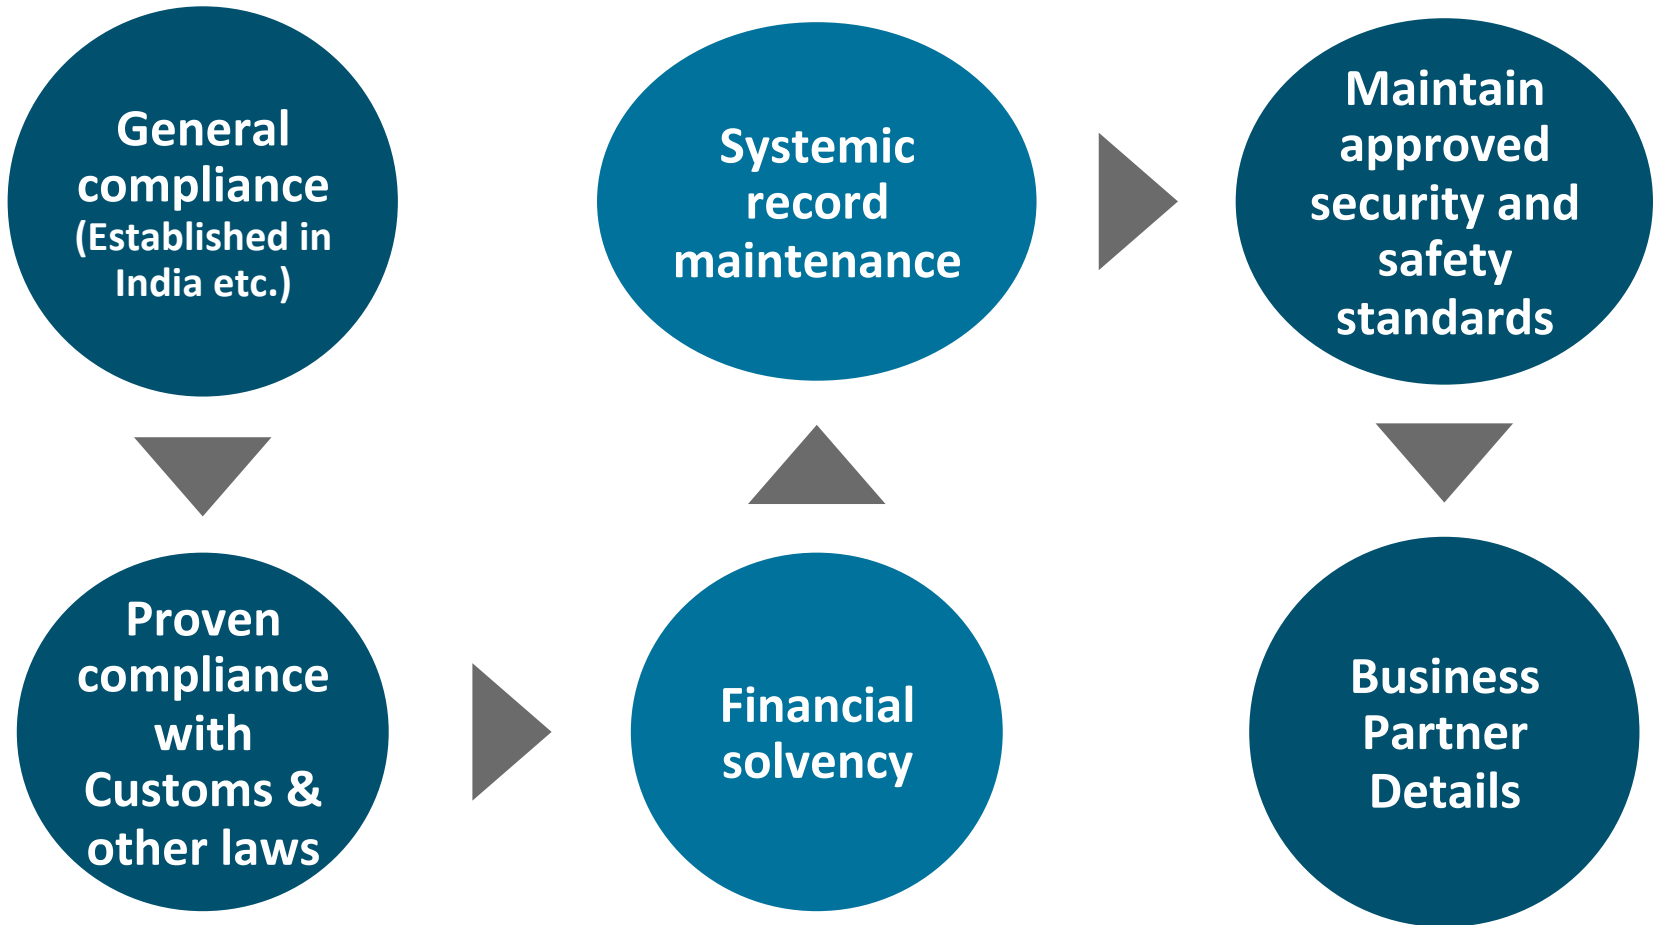 General
compliance
(Established in
India etc.)
Proven
compliance
with
Customs &
other laws
Financial
solvency
Systemic
record
maintenance
Maintain
approved
security and
safety
standards
Business
Partner
Details